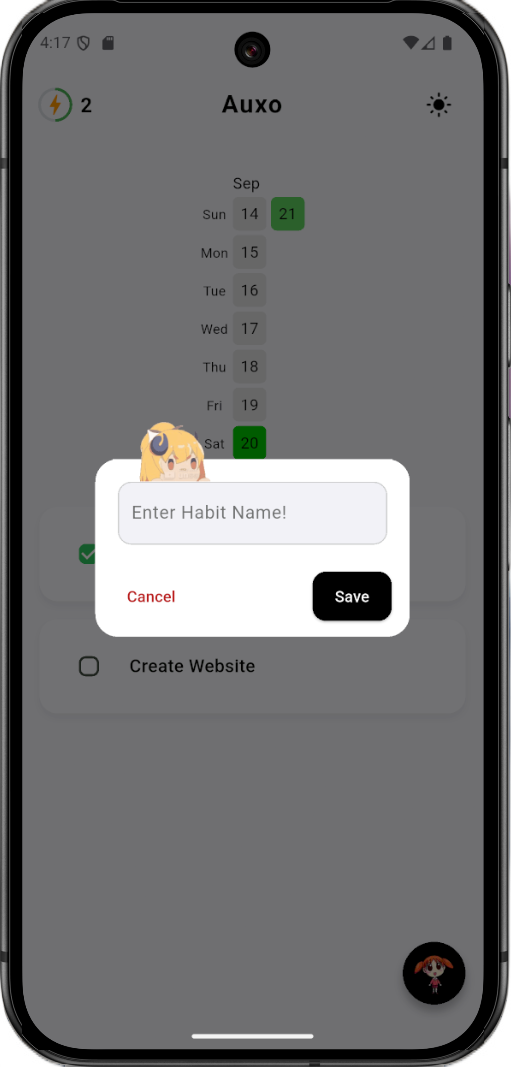 4:17
2
Auxo
Sep
Sun 14 21
Mon 15
Tue 16
Wed 17
Thu 18
Fri 19
Sat 20
Enter Habit Name!
Cancel Save
Create Website